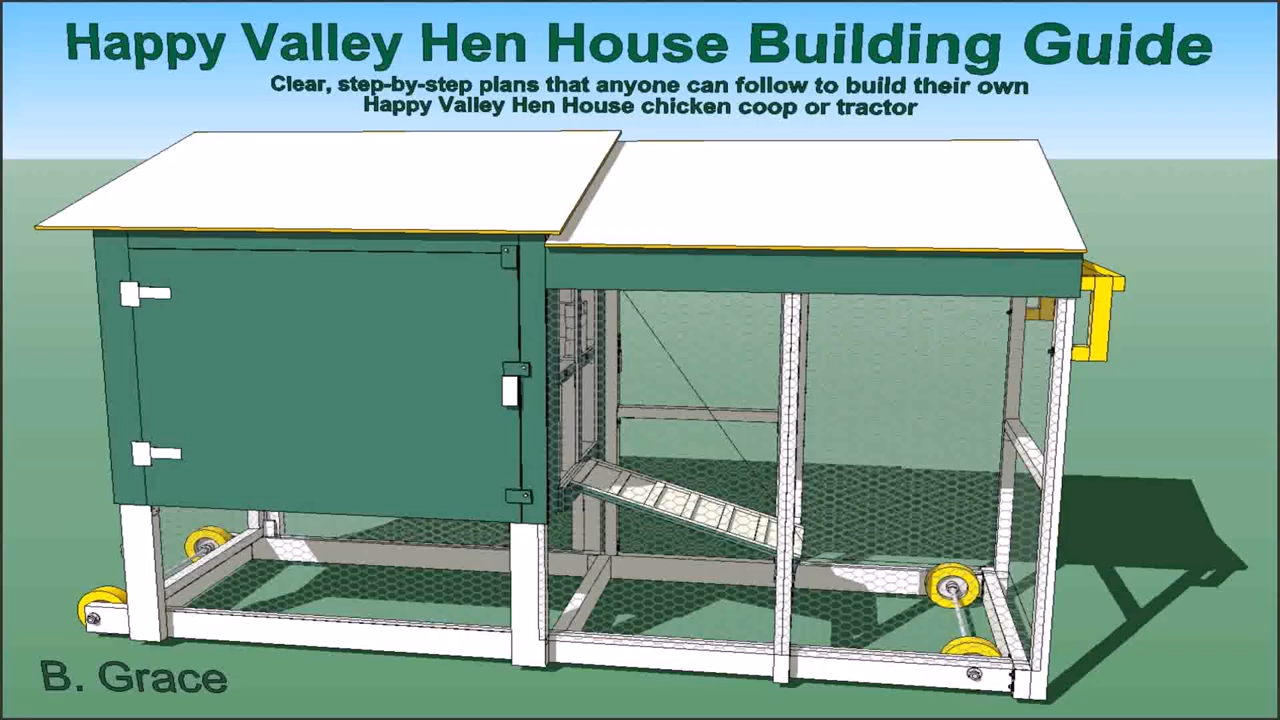 Happy Valley Hen House Building Guide
Clear, step-by-step plans that anyone can follow to build their own
Happy Valley Hen House chicken coop or tractor
B. Grace